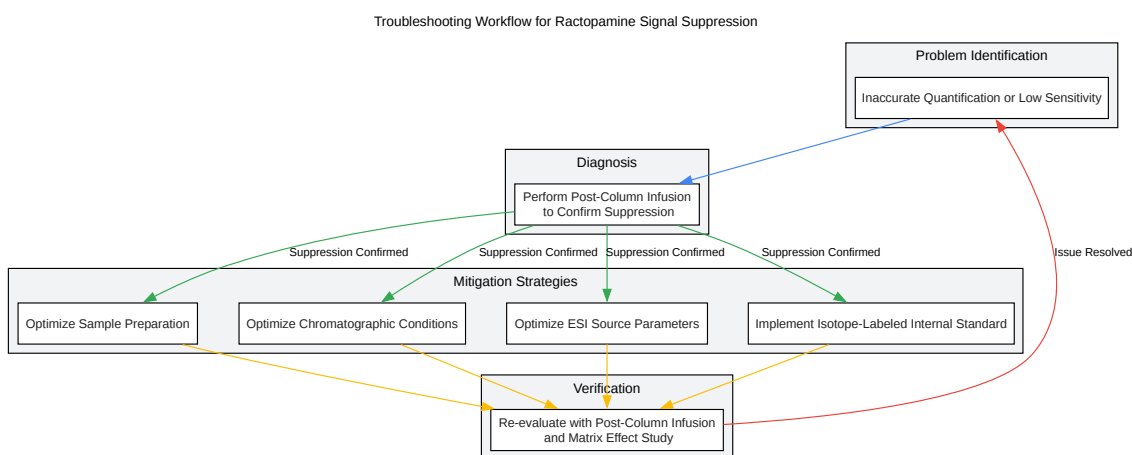 Troubleshooting Workflow for Ractopamine Signal Suppression
Problem Identification
Inaccurate Quantification or Low Sensitivity
Diagnosis
Perform Post-Column Infusion
to Confirm Suppression
Suppression Confirmed
Suppression Confirmed
Suppression Confirmed
Suppression Confirmed
Issue Resolved
Mitigation Strategies
Optimize Sample Preparation
Optimize Chromatographic Conditions
Optimize ESI Source Parameters
Implement Isotope-Labeled Internal Standard
Verification
Re-evaluate with Post-Column Infusion
and Matrix Effect Study